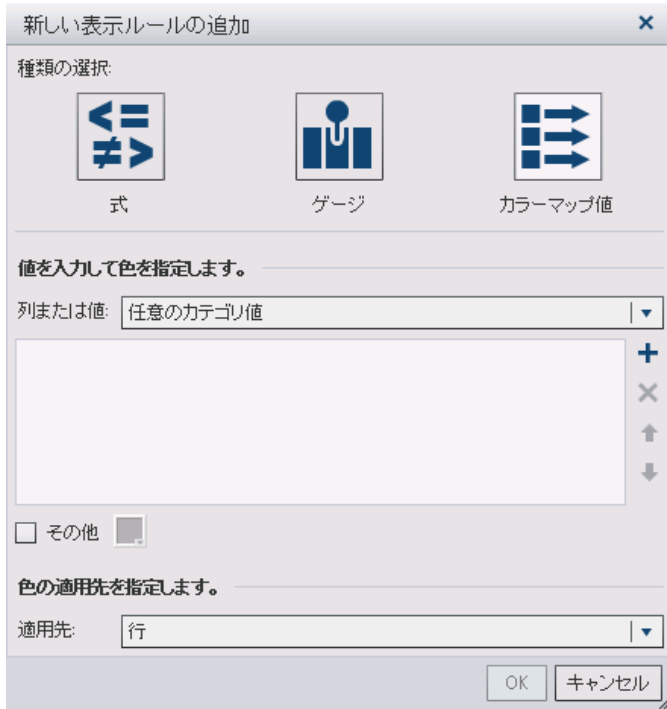 新しい表示ルールの追加
種類の選択:
式
ゲージ
カラーマップ値
値を入力して色を指定します。
列または値: 任意のカテゴリ値
その他
色の適用先を指定します。
適用先: 行
OK キャンセル